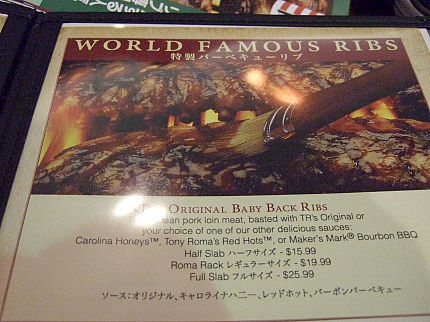 WORLD FAMOUS RIBS
特製バーベキューリブ
ORIGINAL BABY BACK RIBS
pork loin meat, basted with TR's Original or
your choice of one of our other delicious sauces:
Carolina Honeys™, Tony Roma's Red Hots™, or Maker's Mark® Bourbon BBQ
Half Slab ハーフサイズ - $15.99
Roma Rack レギュラーサイズ - $19.99
Full Slab フルサイズ - $25.99
ソース：オリジナル、キャロライナハニー、レッドホット、バーボンバーベキュー